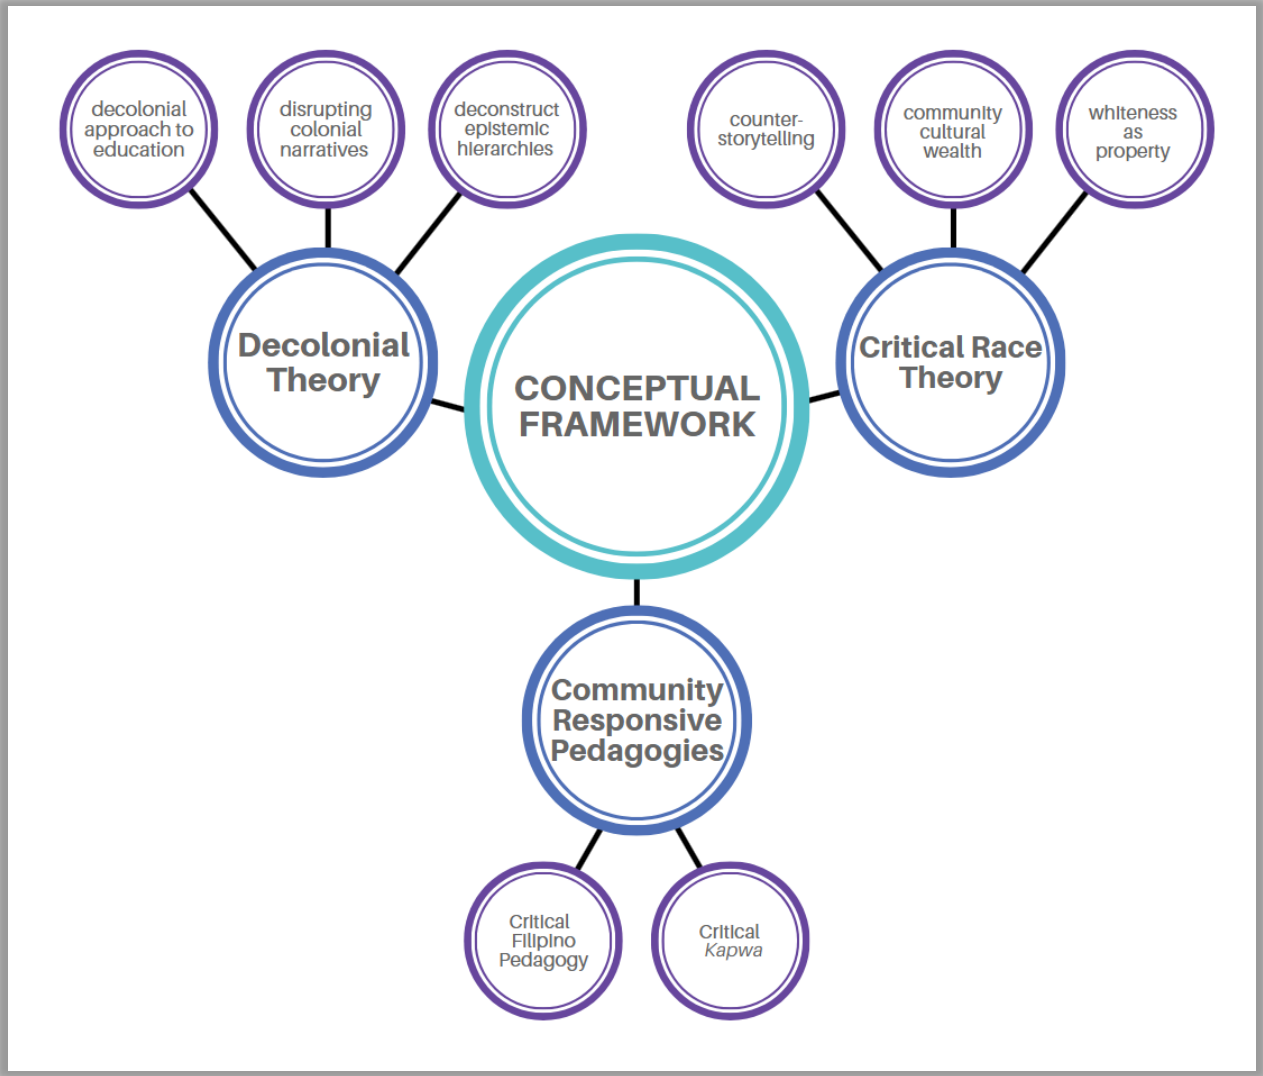 decolonial
approach to
education
disrupting
colonial
narratives
deconstruct
epistemic
hierarchies
counter-
storytelling
community
cultural
wealth
whiteness
as
property
Decolonial
Theory
CONCEPTUAL
FRAMEWORK
Critical Race
Theory
Community
Responsive
Pedagogies
Critical
Filipino
Pedagogy
Critical
Kapwa